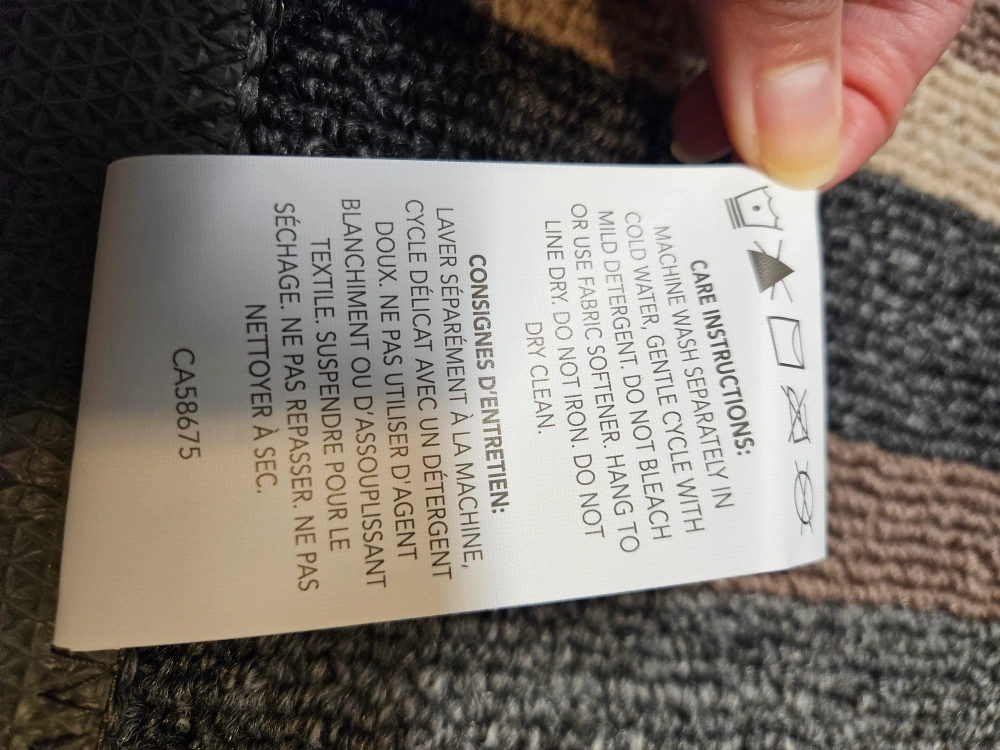 CARE INSTRUCTIONS:
MACHINE WASH SEPARATELY IN
COLD WATER, GENTLE CYCLE WITH
MILD DETERGENT. DO NOT BLEACH
OR USE FABRIC SOFTENER. HANG TO
LINE DRY. DO NOT IRON. DO NOT
DRY CLEAN.
CONSIGNES D'ENTRETIEN:
LAVER SÉPARÉMENT À LA MACHINE,
CYCLE DÉLICAT AVEC UN DÉTERGENT
DOUX. NE PAS UTILISER D'AGENT
BLANCHIMENT OU D'ASSOUPLISSANT
TEXTILE. SUSPENDRE POUR LE
SÉCHAGE. NE PAS REPASSER. NE PAS
NETTOYER À SEC.
CA58675